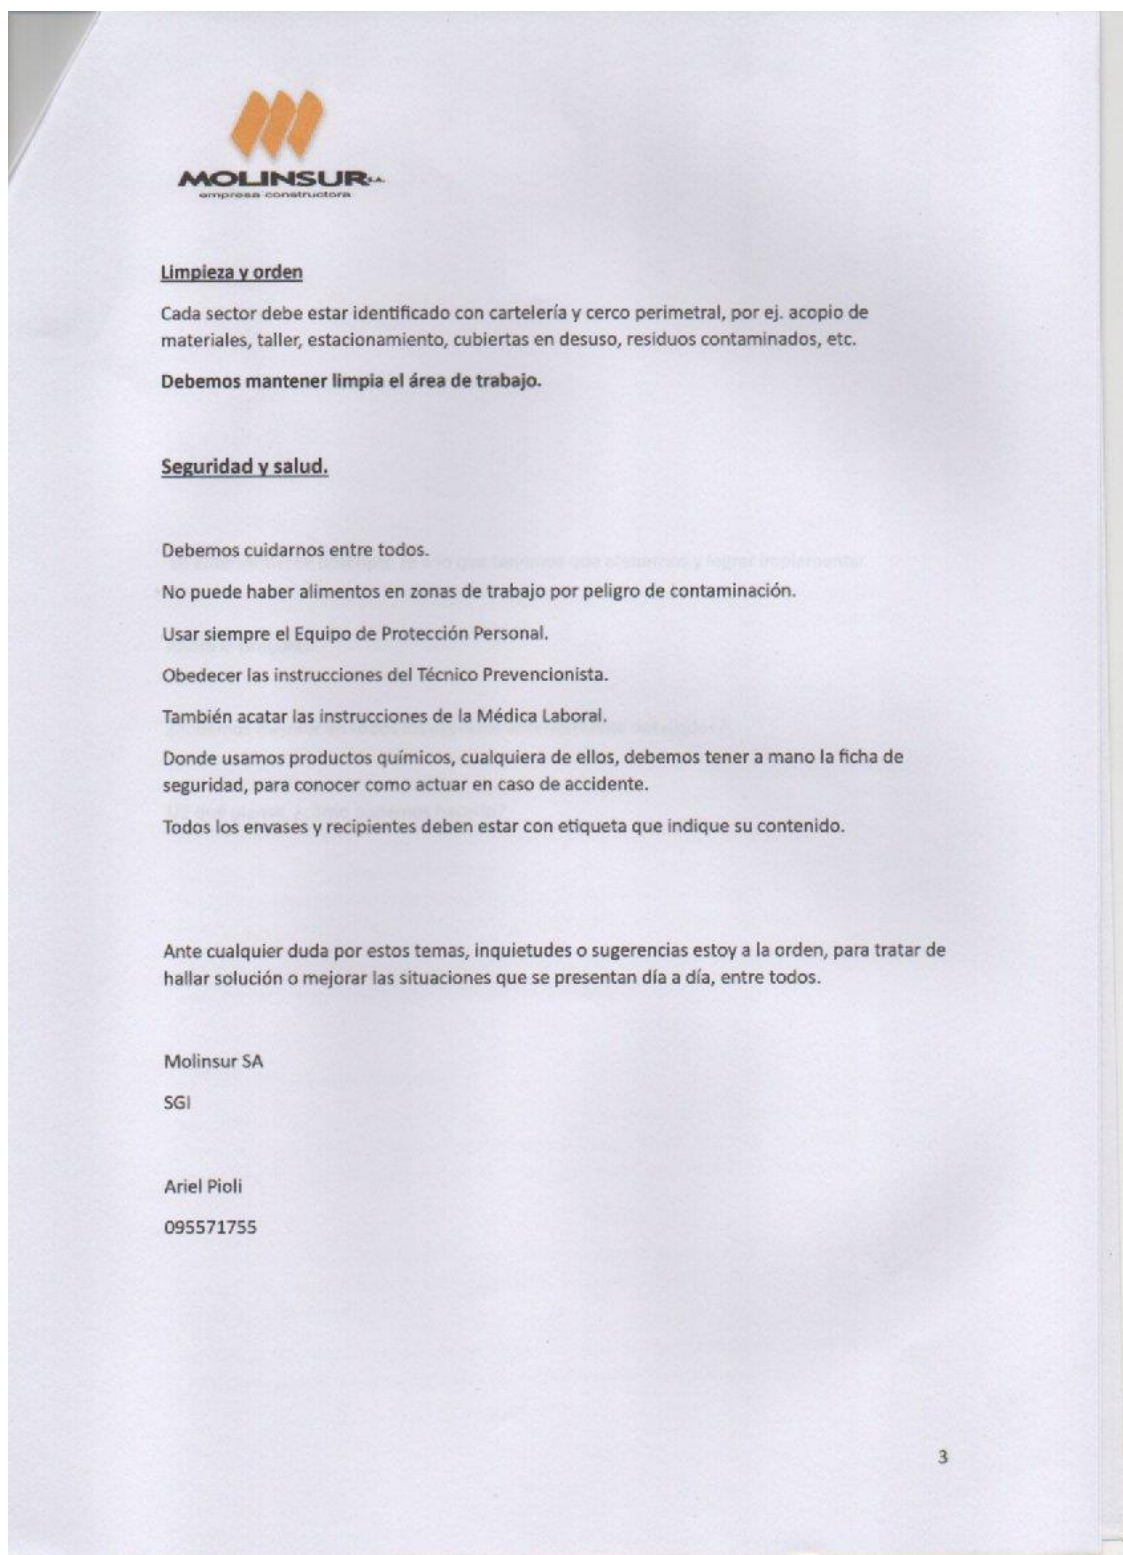 MOLINSUR S.A.
empresa constructora
Limpieza y orden
Cada sector debe estar identificado con cartelería y cerco perimetral, por ej. acopio de
materiales, taller, estacionamiento, cubiertas en desuso, residuos contaminados, etc.
Debemos mantener limpia el área de trabajo.
Seguridad y salud.
Debemos cuidarnos entre todos.
No puede haber alimentos en zonas de trabajo por peligro de contaminación.
Usar siempre el Equipo de Protección Personal.
Obedecer las instrucciones del Técnico Prevencionista.
También acatar las instrucciones de la Médica Laboral.
Donde usamos productos químicos, cualquiera de ellos, debemos tener a mano la ficha de
seguridad, para conocer como actuar en caso de accidente.
Todos los envases y recipientes deben estar con etiqueta que indique su contenido.
Ante cualquier duda por estos temas, inquietudes o sugerencias estoy a la orden, para tratar de
hallar solución o mejorar las situaciones que se presentan día a día, entre todos.
Molinsur SA
SGI
Ariel Pioli
095571755
3